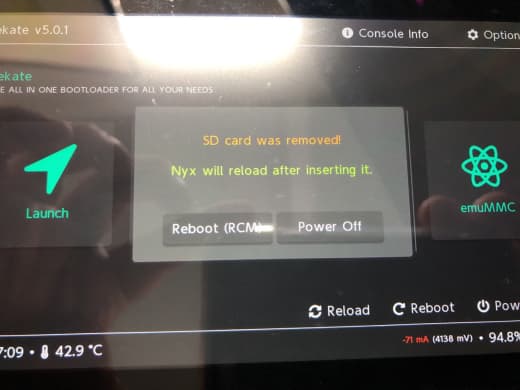 ekate v5.0.1
Console Info
Option
ekate
E ALL IN ONE BOOTLOADER FOR ALL YOUR NEEDS
SD card was removed!
Nyx will reload after inserting it.
Launch
Reboot (RCM)
Power Off
emuMMC
Reload
Reboot
Pow
7:09 • 42.9 °C
-71 mA (4138 mV) • 94.8%